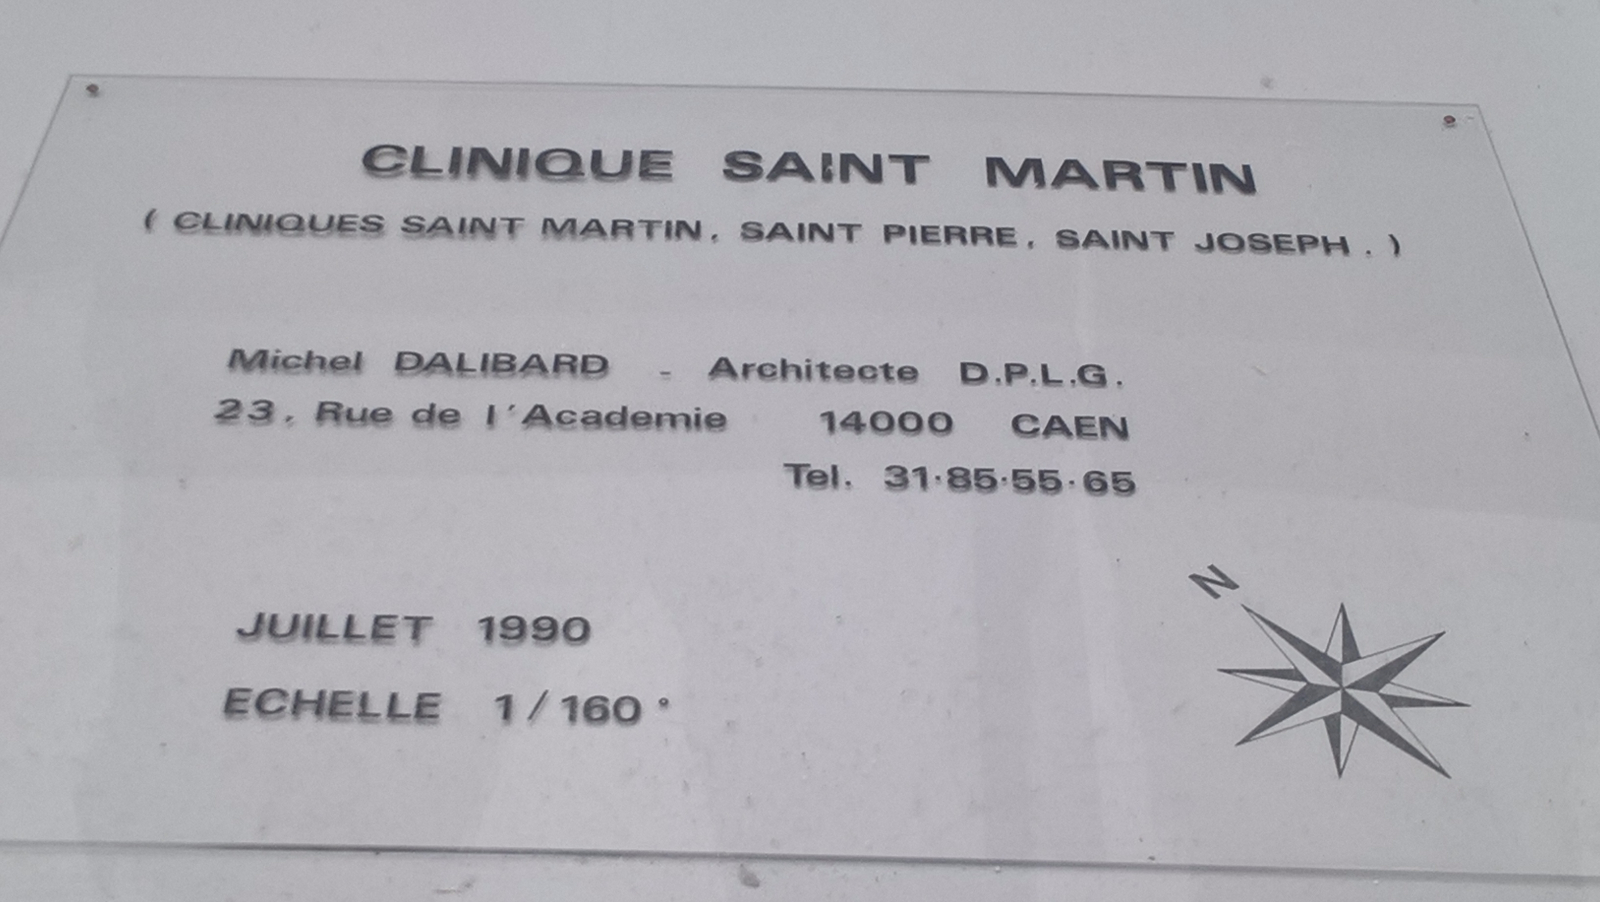 CLINIQUE SAINT MARTIN
( CLINIQUES SAINT MARTIN, SAINT PIERRE, SAINT JOSEPH . )
Michel DALIBARD - Architecte D.P.L.G.
23, Rue de l'Academie 14000 CAEN
Tel. 31·85·55·65
JUILLET 1990
ECHELLE 1/160°
N